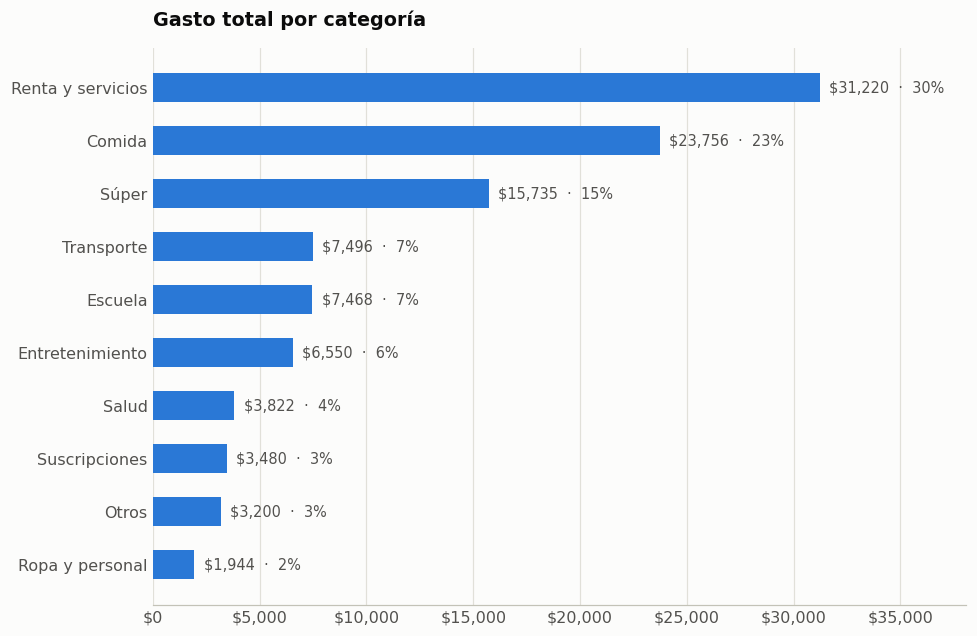 Gasto total por categoría
Renta y servicios $31,220 · 30%
Comida $23,756 · 23%
Súper $15,735 · 15%
Transporte $7,496 · 7%
Escuela $7,468 · 7%
Entretenimiento $6,550 · 6%
Salud $3,822 · 4%
Suscripciones $3,480 · 3%
Otros $3,200 · 3%
Ropa y personal $1,944 · 2%
$0 $5,000 $10,000 $15,000 $20,000 $25,000 $30,000 $35,000